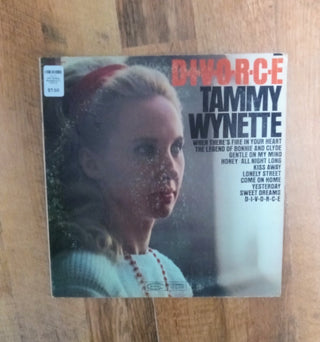 D·I·V·O·R·C·E
TAMMY
WYNETTE
WHEN THERE'S FIRE IN YOUR HEART
THE LEGEND OF BONNIE AND CLYDE
GENTLE ON MY MIND
HONEY · ALL NIGHT LONG
KISS AWAY
LONELY STREET
COME ON HOME
YESTERDAY
SWEET DREAMS
D-I-V-O-R-C-E